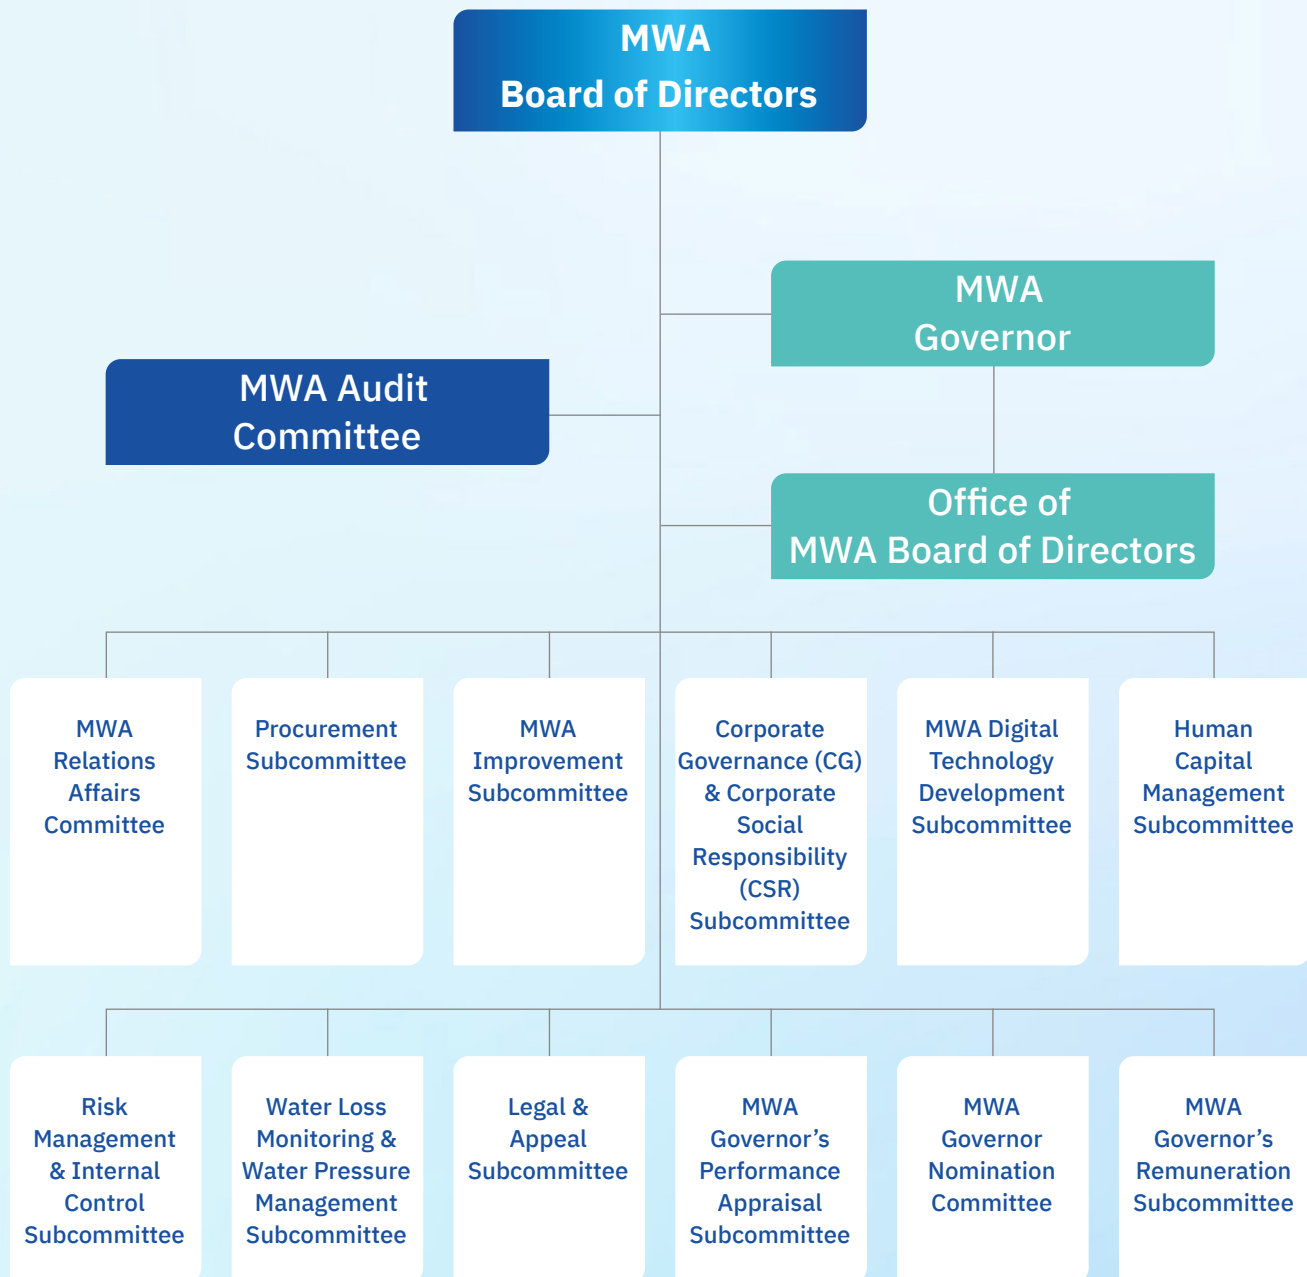 MWA
Board of Directors
MWA
Governor
MWA Audit
Committee
Office of
MWA Board of Directors
MWA
Relations
Affairs
Committee
Procurement
Subcommittee
MWA
Improvement
Subcommittee
Corporate
Governance (CG)
& Corporate
Social
Responsibility
(CSR)
Subcommittee
MWA Digital
Technology
Development
Subcommittee
Human
Capital
Management
Subcommittee
Risk
Management
& Internal
Control
Subcommittee
Water Loss
Monitoring &
Water Pressure
Management
Subcommittee
Legal &
Appeal
Subcommittee
MWA
Governor’s
Performance
Appraisal
Subcommittee
MWA
Governor
Nomination
Committee
MWA
Governor’s
Remuneration
Subcommittee